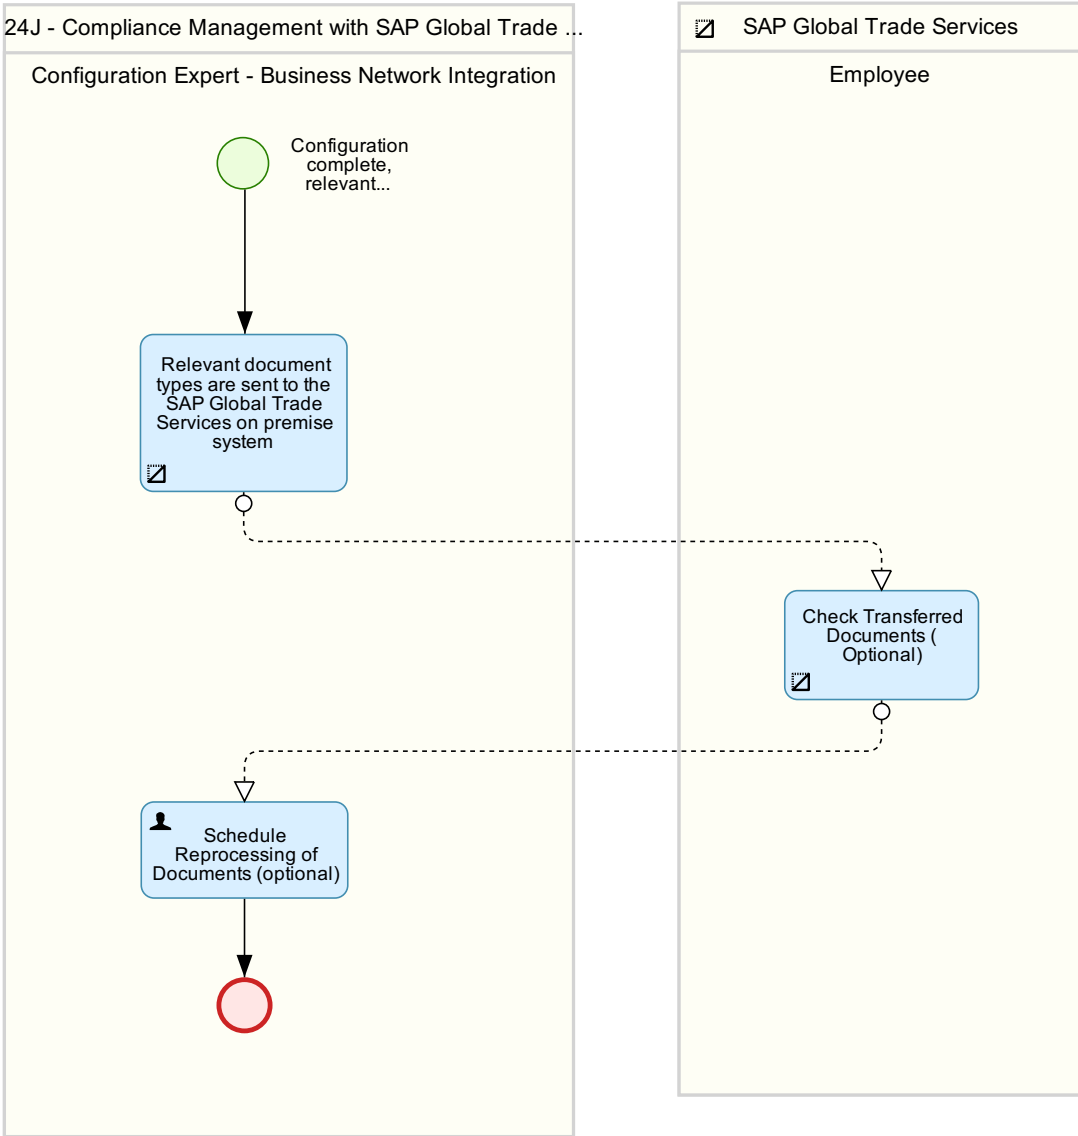 24J - Compliance Management with SAP Global Trade ...
SAP Global Trade Services
Configuration Expert - Business Network Integration
Employee
Configuration
complete,
relevant...
Relevant document
types are sent to the
SAP Global Trade
Services on premise
system
Check Transferred
Documents (
Optional)
Schedule
Reprocessing of
Documents (optional)